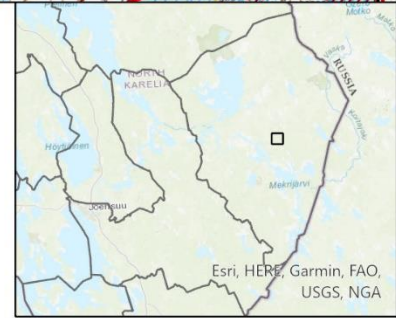 NORTH
KARELIA
RUSSIA
Höytiäinen
Mekrijärvi
Joensuu
Esri, HERE, Garmin, FAO,
USGS, NGA